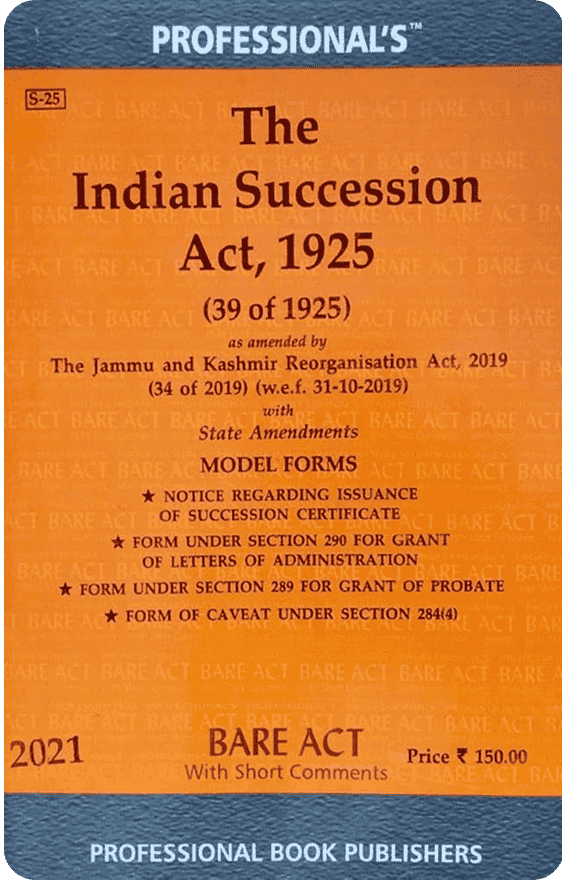 PROFESSIONAL'S™
S-25
The
Indian Succession
Act, 1925
(39 of 1925)
as amended by
The Jammu and Kashmir Reorganisation Act, 2019
(34 of 2019) (w.e.f. 31-10-2019)
with
State Amendments
MODEL FORMS
★ NOTICE REGARDING ISSUANCE
OF SUCCESSION CERTIFICATE
★ FORM UNDER SECTION 290 FOR GRANT
OF LETTERS OF ADMINISTRATION
★ FORM UNDER SECTION 289 FOR GRANT OF PROBATE
★ FORM OF CAVEAT UNDER SECTION 284(4)
2021
BARE ACT
With Short Comments
Price ₹ 150.00
PROFESSIONAL BOOK PUBLISHERS